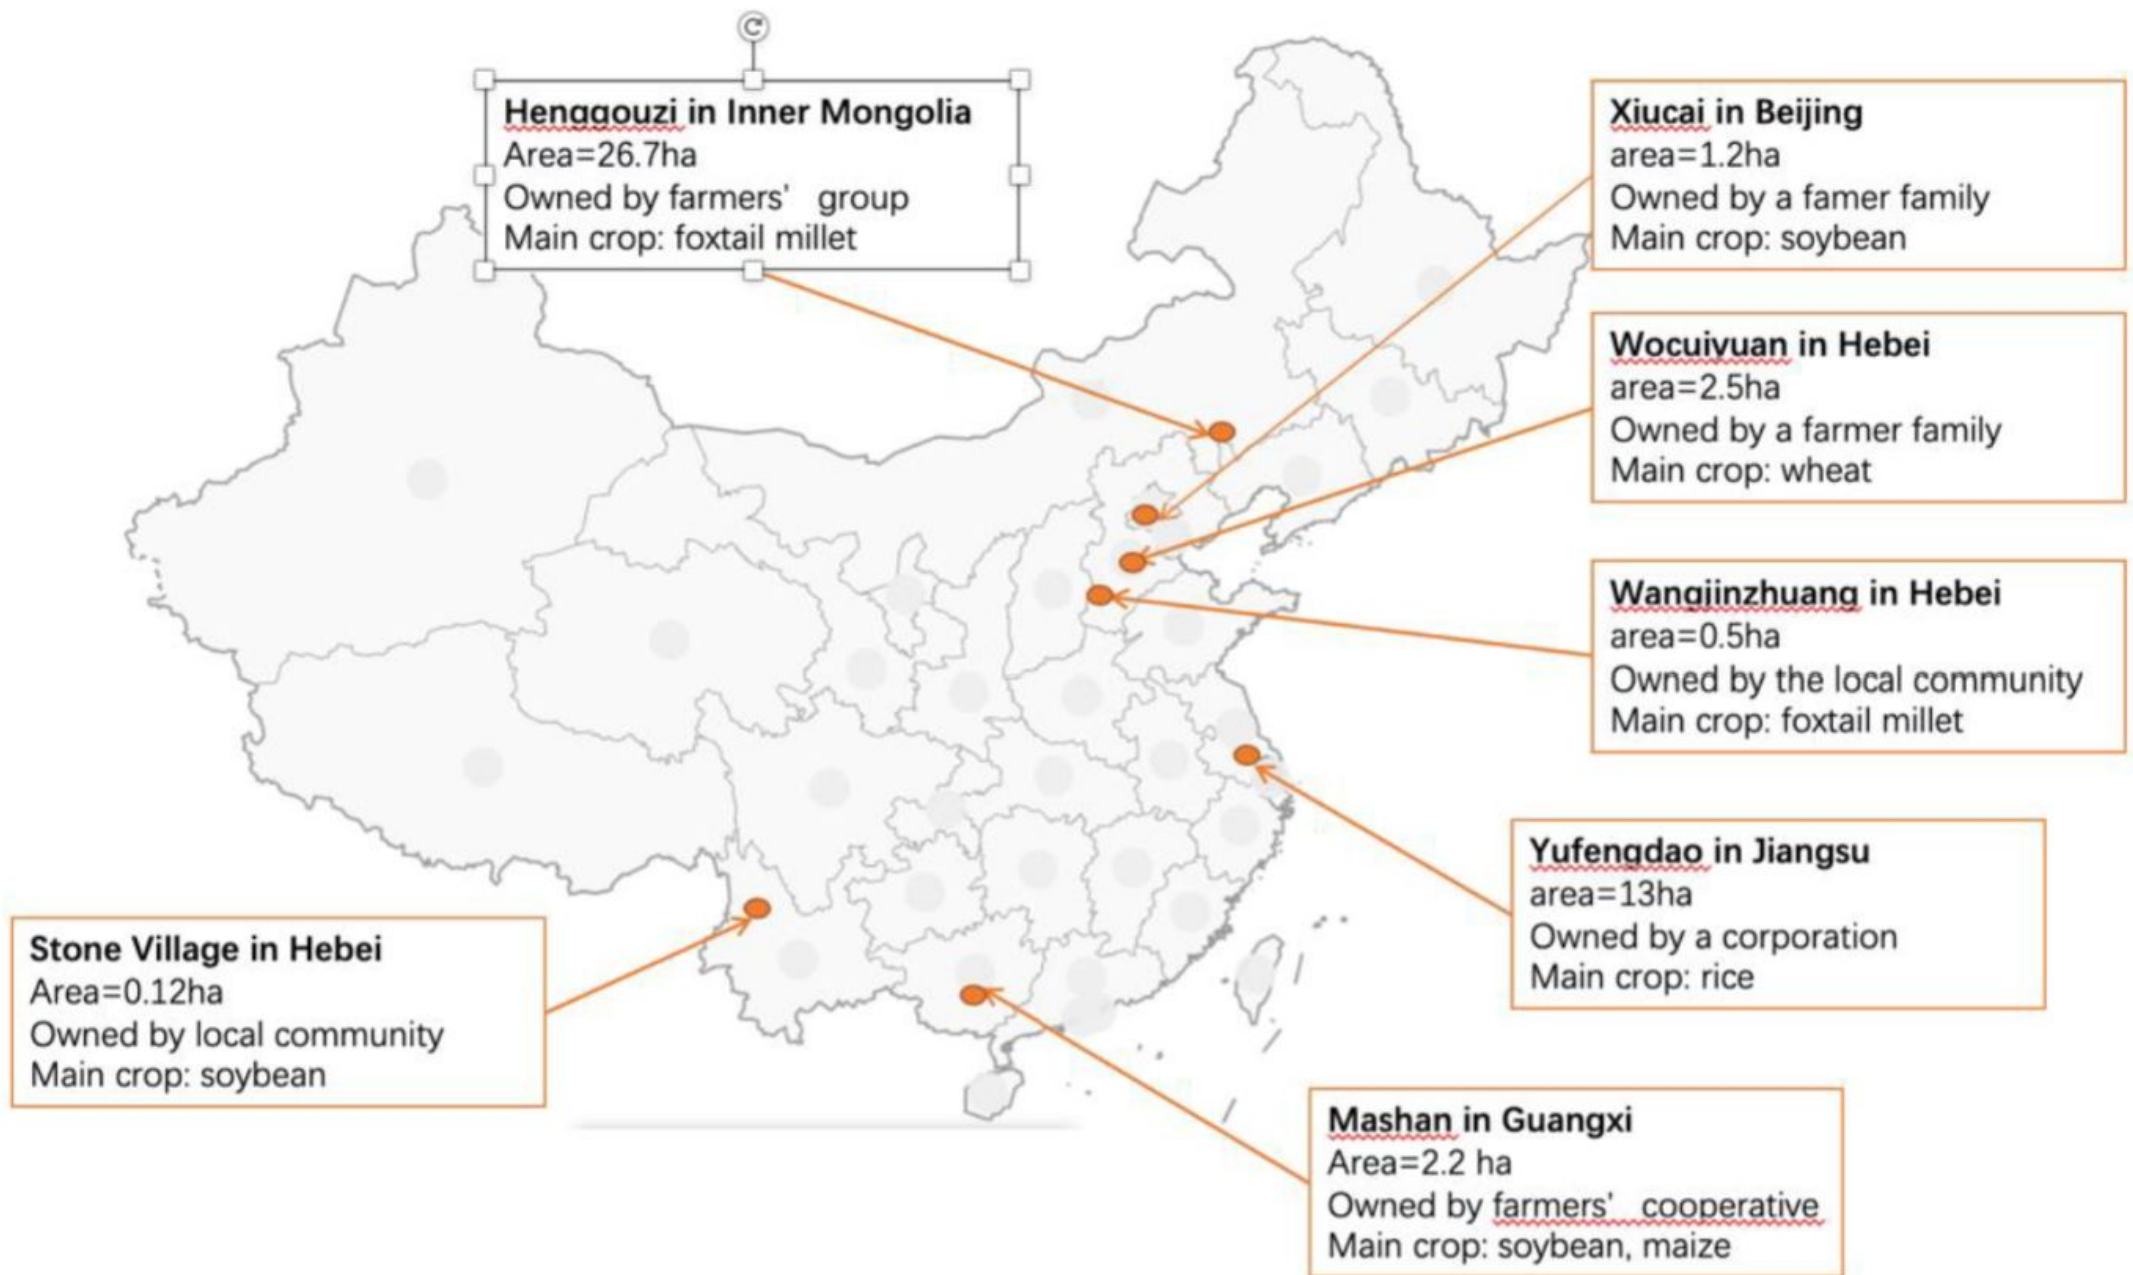 Henggouzi in Inner Mongolia
Area=26.7ha
Owned by farmers' group
Main crop: foxtail millet
Xiucai in Beijing
area=1.2ha
Owned by a famer family
Main crop: soybean
Wocuiyuan in Hebei
area=2.5ha
Owned by a farmer family
Main crop: wheat
Wangjinzhuang in Hebei
area=0.5ha
Owned by the local community
Main crop: foxtail millet
Yufengdao in Jiangsu
area=13ha
Owned by a corporation
Main crop: rice
Stone Village in Hebei
Area=0.12ha
Owned by local community
Main crop: soybean
Mashan in Guangxi
Area=2.2 ha
Owned by farmers' cooperative
Main crop: soybean, maize